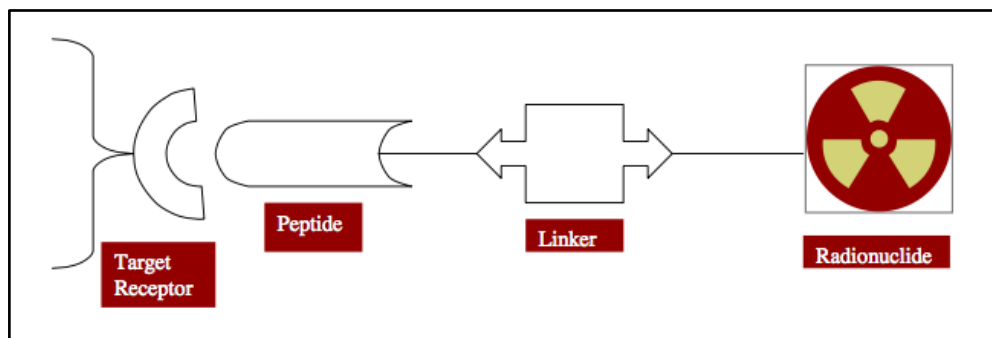 Target
Receptor
Peptide
Linker
Radionuclide